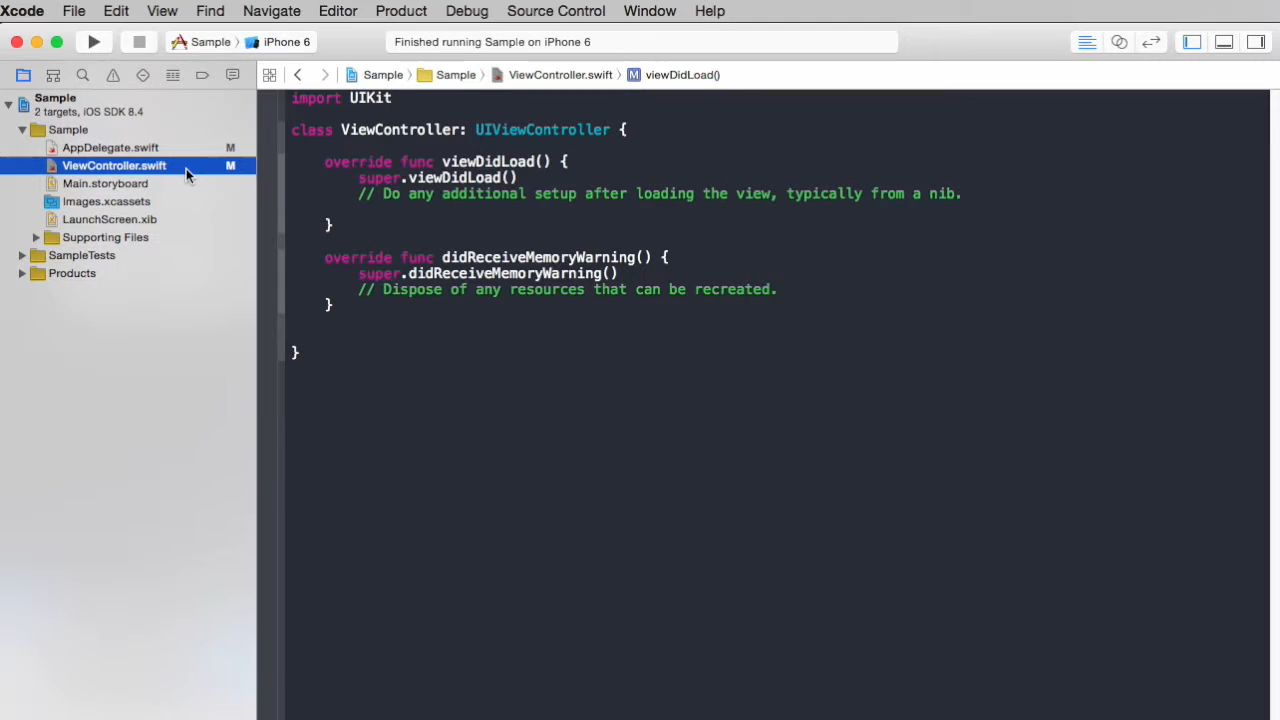 Xcode File Edit View Find Navigate Editor Product Debug Source Control Window Help
Sample iPhone 6 Finished running Sample on iPhone 6
Sample Sample ViewController.swift M viewDidLoad()
Sample
2 targets, iOS SDK 8.4
Sample
AppDelegate.swift M
ViewController.swift M
Main.storyboard
Images.xcassets
LaunchScreen.xib
Supporting Files
SampleTests
Products
import UIKit
class ViewController: UIViewController {
override func viewDidLoad() {
super.viewDidLoad()
// Do any additional setup after loading the view, typically from a nib.
}
override func didReceiveMemoryWarning() {
super.didReceiveMemoryWarning()
// Dispose of any resources that can be recreated.
}
}